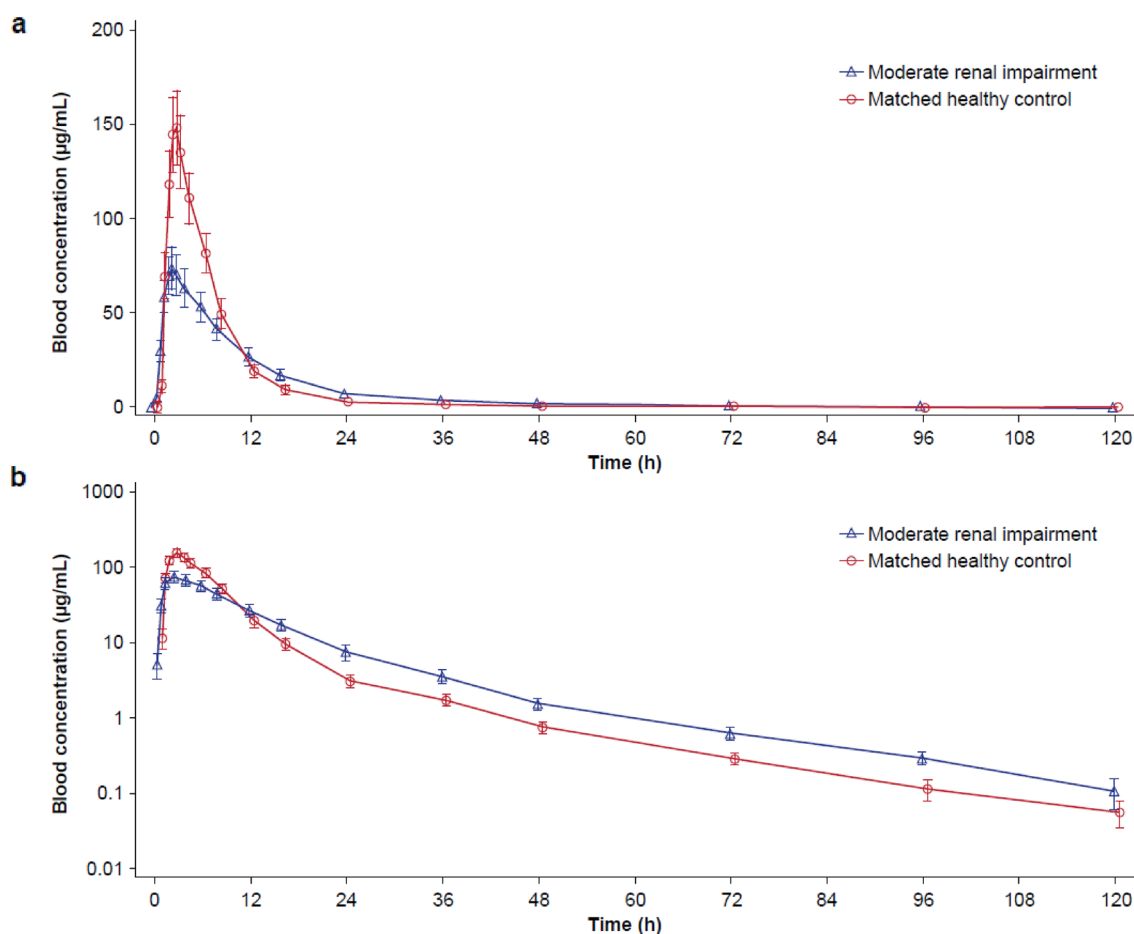 a
200
150
100
50
0
Blood concentration (µg/mL)
Moderate renal impairment
Matched healthy control
0 12 24 36 48 60 72 84 96 108 120
Time (h)
b
1000
100
10
1
0.1
0.01
Blood concentration (µg/mL)
Moderate renal impairment
Matched healthy control
0 12 24 36 48 60 72 84 96 108 120
Time (h)